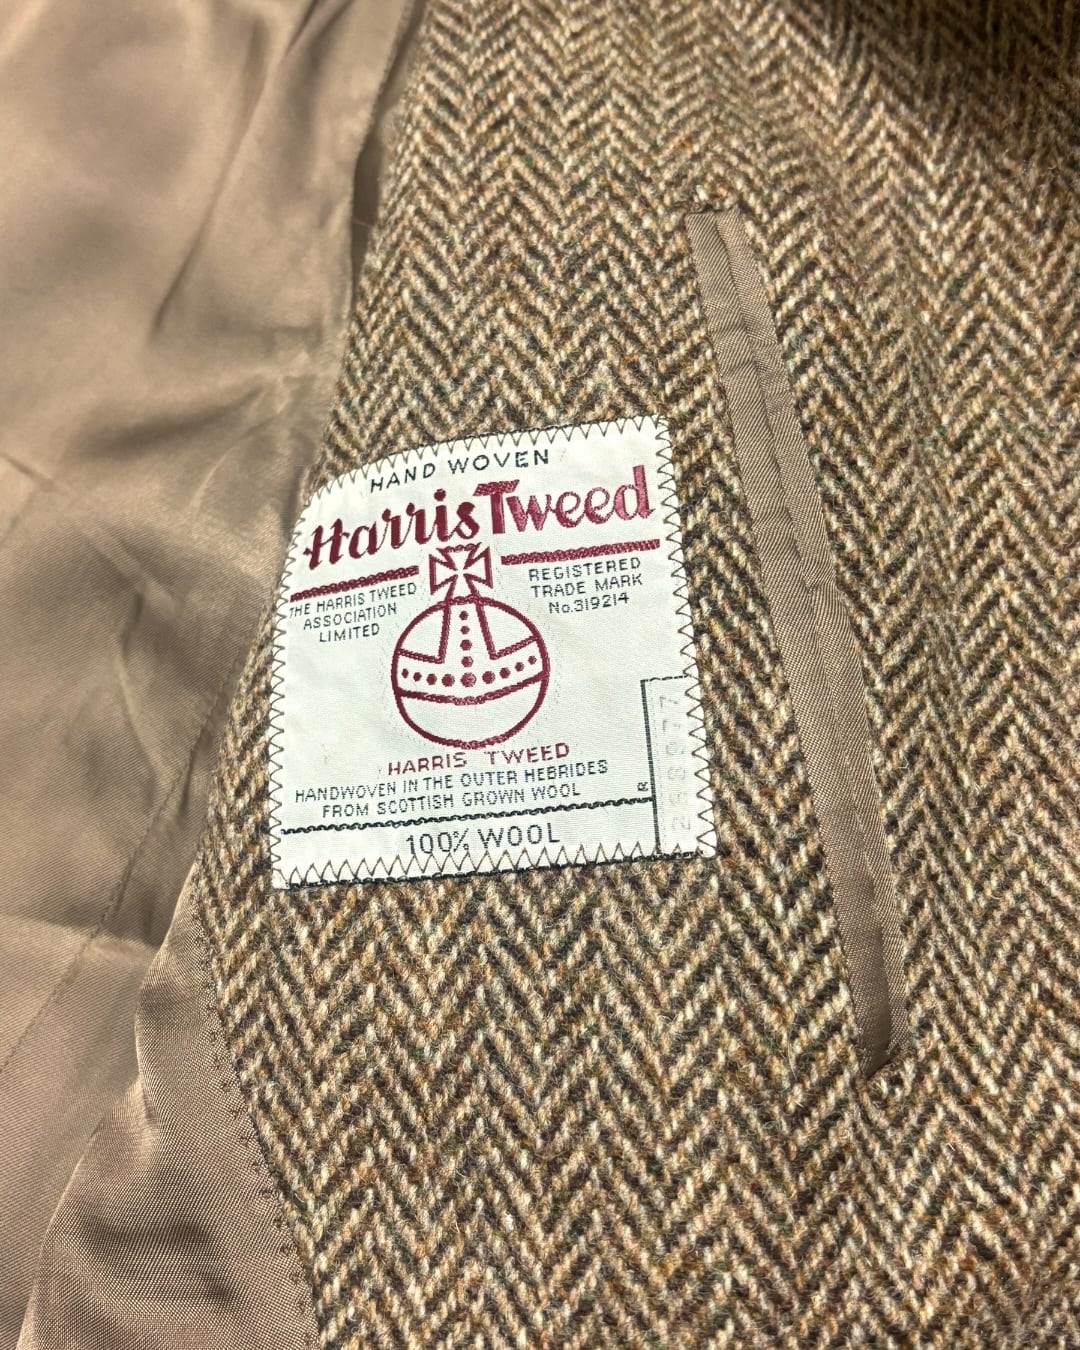 HAND WOVEN
Harris Tweed
THE HARRIS TWEED
ASSOCIATION
LIMITED
REGISTERED
TRADE MARK
No.319214
HARRIS TWEED
HANDWOVEN IN THE OUTER HEBRIDES
FROM SCOTTISH GROWN WOOL
R
100% WOOL